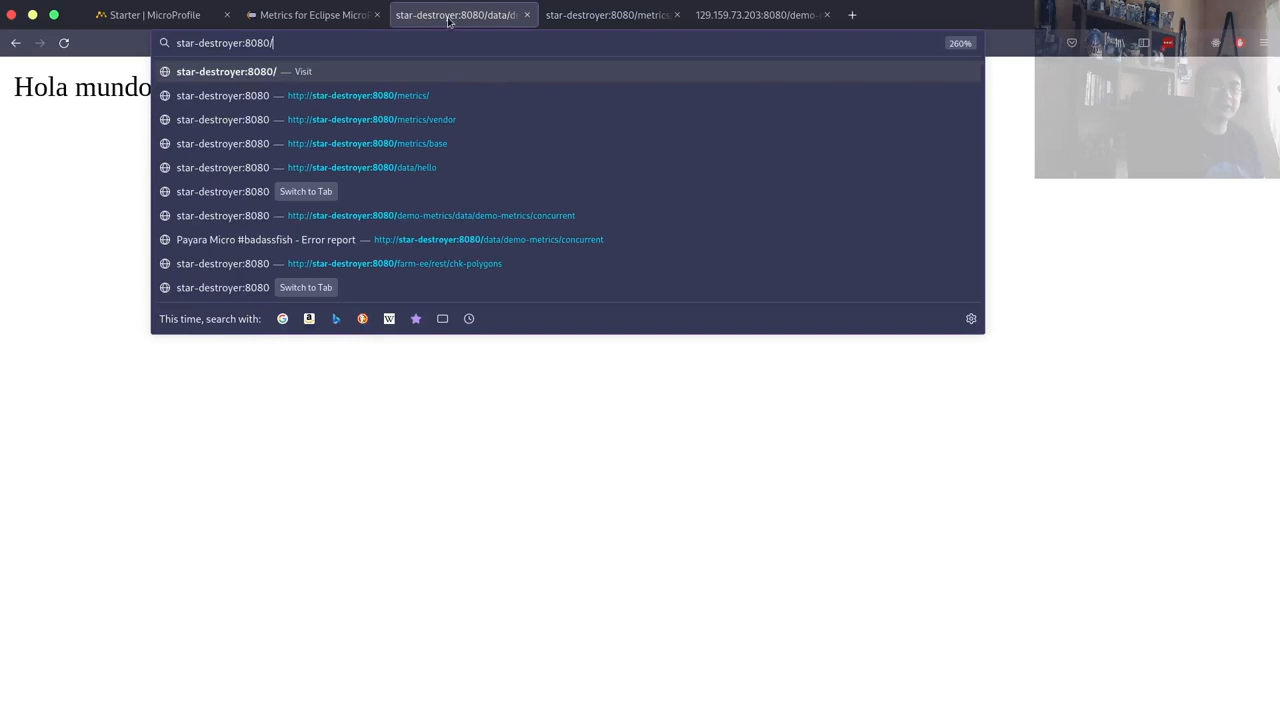 Starter | MicroProfile
Metrics for Eclipse MicroP
star-destroyer:8080/data/d
star-destroyer:8080/metrics
129.159.73.203:8080/demo-
star-destroyer:8080/
260%
Hola mundo
star-destroyer:8080/ — Visit
star-destroyer:8080 — http://star-destroyer:8080/metrics/
star-destroyer:8080 — http://star-destroyer:8080/metrics/vendor
star-destroyer:8080 — http://star-destroyer:8080/metrics/base
star-destroyer:8080 — http://star-destroyer:8080/data/hello
star-destroyer:8080 Switch to Tab
star-destroyer:8080 — http://star-destroyer:8080/demo-metrics/data/demo-metrics/concurrent
Payara Micro #badassfish - Error report — http://star-destroyer:8080/data/demo-metrics/concurrent
star-destroyer:8080 — http://star-destroyer:8080/farm-ee/rest/chk-polygons
star-destroyer:8080 Switch to Tab
This time, search with: